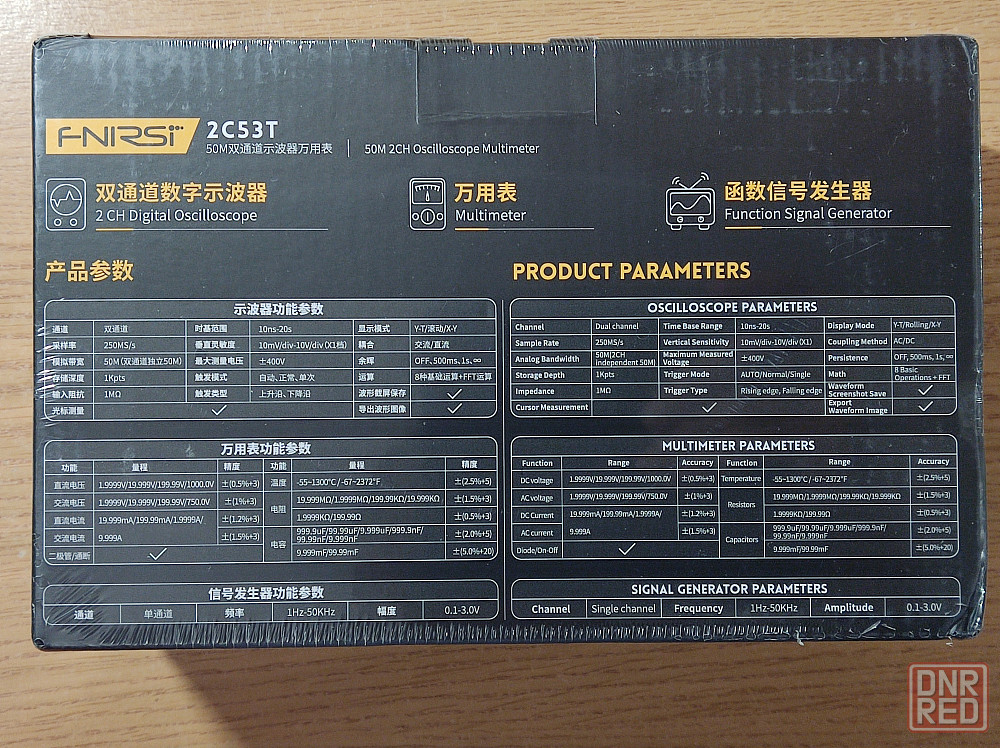 FNIRSI
2C53T
50M双通道示波器万用表 | 50M 2CH Oscilloscope Multimeter
双通道数字示波器
2 CH Digital Oscilloscope
万用表
Multimeter
函数信号发生器
Function Signal Generator
产品参数
示波器功能参数
通道 双通道 时基范围 10ns-20s 显示模式 Y-T/滚动/X-Y
采样率 250MS/s 垂直灵敏度 10mV/div-10V/div (X1档) 耦合 交流/直流
模拟带宽 50M (双通道独立50M) 最大测量电压 ±400V 余晖 OFF, 500ms, 1s, ∞
存储深度 1Kpts 触发模式 自动、正常、单次 运算 8种基础运算+FFT运算
输入阻抗 1MΩ 触发类型 上升沿、下降沿 波形截屏保存 ✓
光标测量 ✓ 导出波形图像 ✓
万用表功能参数
功能 量程 精度 功能 量程 精度
直流电压 1.9999V/19.999V/199.99V/1000.0V ±(0.5%+3) 温度 -55~1300°C / -67~2372°F ±(2.5%+5)
交流电压 1.9999V/19.999V/199.99V/750.0V ±(1%+3) 电阻 19.999MΩ/1.9999MΩ/199.99KΩ/19.999KΩ ±(1.5%+3)
直流电流 19.999mA/199.99mA/1.9999A/ ±(1.2%+3) 1.9999KΩ/199.99Ω ±(0.5%+3)
交流电流 9.999A ±(1.5%+3) 电容 999.9uF/99.99uF/9.999uF/999.9nF/
99.99nF/9.999nF ±(2.0%+5)
二极管/通断 ✓ 9.999mF/99.99mF ±(5.0%+20)
信号发生器功能参数
通道 单通道 频率 1Hz-50KHz 幅度 0.1-3.0V
PRODUCT PARAMETERS
OSCILLOSCOPE PARAMETERS
Channel Dual channel Time Base Range 10ns-20s Display Mode Y-T/Rolling/X-Y
Sample Rate 250MS/s Vertical Sensitivity 10mV/div-10V/div (X1) Coupling Method AC/DC
Analog Bandwidth 50M(2CH Independent 50M) Maximum Measured Voltage ±400V Persistence OFF, 500ms, 1s, ∞
Storage Depth 1Kpts Trigger Mode AUTO/Normal/Single Math 8 Basic Operations + FFT
Impedance 1MΩ Trigger Type Rising edge, Falling edge Waveform Screenshot Save ✓
Cursor Measurement ✓ Export Waveform Image ✓
MULTIMETER PARAMETERS
Function Range Accuracy Function Range Accuracy
DC voltage 1.9999V/19.999V/199.99V/1000.0V ±(0.5%+3) Temperature -55~1300°C / -67~2372°F ±(2.5%+5)
AC voltage 1.9999V/19.999V/199.99V/750.0V ±(1%+3) Resistors 19.999MΩ/1.9999MΩ/199.99KΩ/19.999KΩ ±(1.5%+3)
DC Current 19.999mA/199.99mA/1.9999A/ ±(1.2%+3) 1.9999KΩ/199.99Ω ±(0.5%+3)
AC current 9.999A ±(1.5%+3) Capacitors 999.9uF/99.99uF/9.999uF/999.9nF/
99.99nF/9.999nF ±(2.0%+5)
Diode/On-Off ✓ 9.999mF/99.99mF ±(5.0%+20)
SIGNAL GENERATOR PARAMETERS
Channel Single channel Frequency 1Hz-50KHz Amplitude 0.1-3.0V
DNR
RED